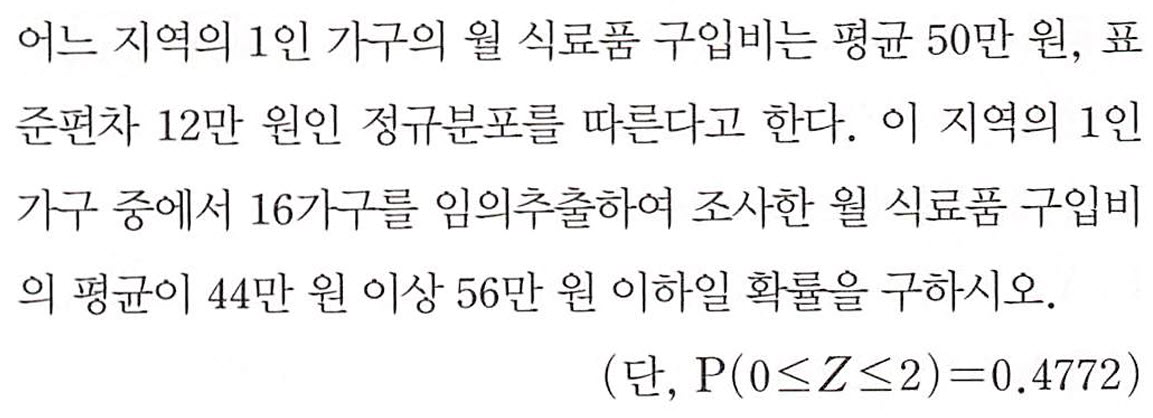 어느 지역의 1인 가구의 월 식료품 구입비는 평균 50만 원, 표
준편차 12만 원인 정규분포를 따른다고 한다. 이 지역의 1인
가구 중에서 16가구를 임의추출하여 조사한 월 식료품 구입비
의 평균이 44만 원 이상 56만 원 이하일 확률을 구하시오.
(단, P(0≤Z≤2)=0.4772)